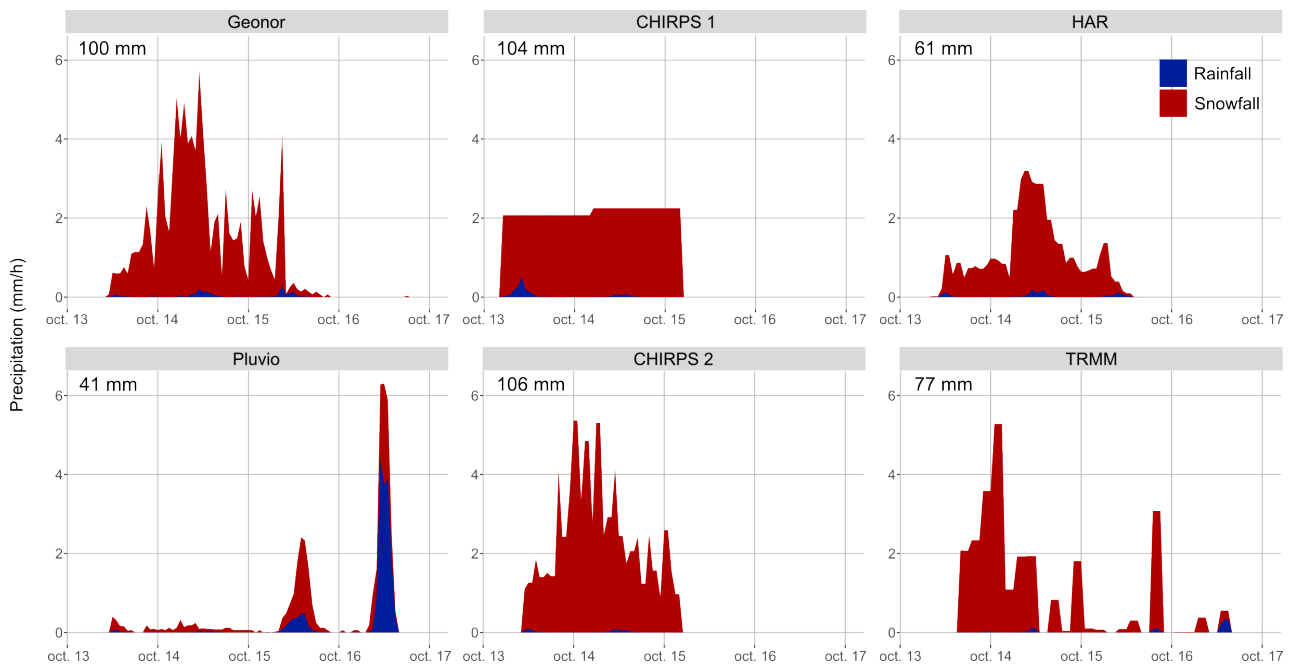 Geonor
CHIRPS 1
HAR
100 mm
104 mm
61 mm
Rainfall
Snowfall
6
4
2
0
oct. 13 oct. 14 oct. 15 oct. 16 oct. 17
6
4
2
0
oct. 13 oct. 14 oct. 15 oct. 16 oct. 17
6
4
2
0
oct. 13 oct. 14 oct. 15 oct. 16 oct. 17
Precipitation (mm/h)
Pluvio
CHIRPS 2
TRMM
41 mm
106 mm
77 mm
6
4
2
0
oct. 13 oct. 14 oct. 15 oct. 16 oct. 17
6
4
2
0
oct. 13 oct. 14 oct. 15 oct. 16 oct. 17
6
4
2
0
oct. 13 oct. 14 oct. 15 oct. 16 oct. 17